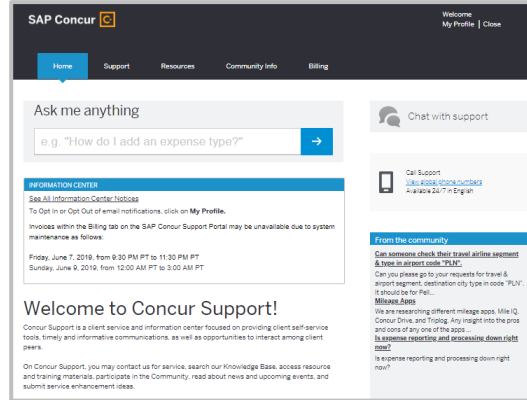 SAP Concur C
Welcome
My Profile | Close
Home Support Resources Community Info Billing
Ask me anything
e.g. "How do I add an expense type?"
INFORMATION CENTER
See All Information Center Notices
To Opt In or Opt Out of email notifications, click on My Profile.
Invoices within the Billing tab on the SAP Concur Support Portal may be unavailable due to system
maintenance as follows:
Friday, June 7, 2019, from 9:30 PM PT to 11:30 PM PT
Sunday, June 9, 2019, from 12:00 AM PT to 3:00 AM PT
Welcome to Concur Support!
Concur Support is a client service and information center focused on providing client self-service
tools, timely and informative communications, as well as opportunities to interact among client
peers.
On Concur Support, you may contact us for service, search our Knowledge Base, access resource
and training materials, participate in the Community, read about news and upcoming events, and
submit service enhancement ideas.
Chat with support
Call Support
View global phone numbers
Available 24/7 in English
From the community
Can someone check their travel airline segment
& type in airport code "PLN".
Can you please go to your requests for travel &
airport segment, destination city type in code "PLN".
It should be for Pell...
Mileage Apps
We are researching different mileage apps, Mile IQ,
Concur Drive, and Triplog. Any insight into the pros
and cons of any one of the apps...
Is expense reporting and processing down right
now?
Is expense reporting and processing down right
now?